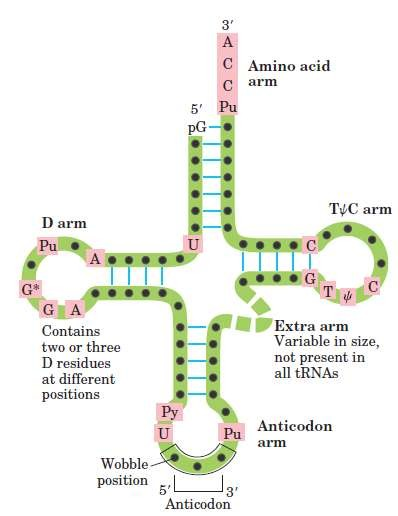 3′
A
C
C
Pu
Amino acid
arm
5′
pG
U
TψC arm
C
G
T
ψ
C
D arm
Pu
A
G*
G
A
Contains
two or three
D residues
at different
positions
Extra arm
Variable in size,
not present in
all tRNAs
Py
U
Pu
Anticodon
arm
Wobble
position
5′
3′
Anticodon